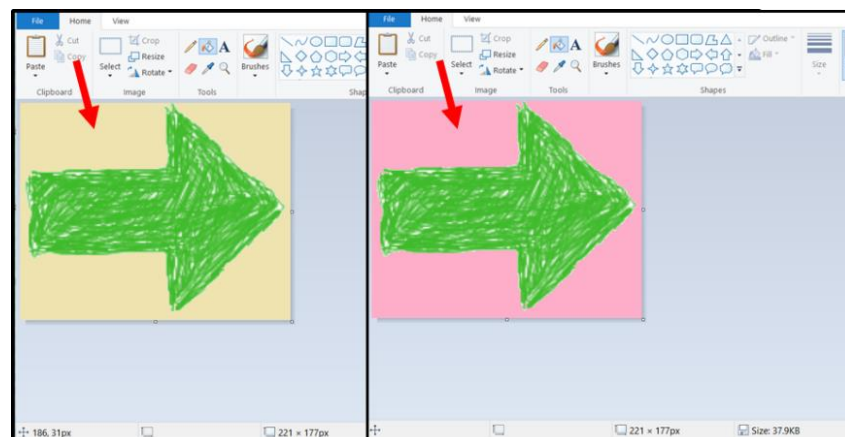 File Home View
Cut
Copy
Paste
Clipboard
Crop
Resize
Rotate
Select
Image
Tools
Brushes
Shap
186, 31px
221 × 177px
File Home View
Cut
Copy
Paste
Clipboard
Crop
Resize
Rotate
Select
Image
Tools
Brushes
Outline
Fill
Shapes
Size
221 × 177px
Size: 37.9KB